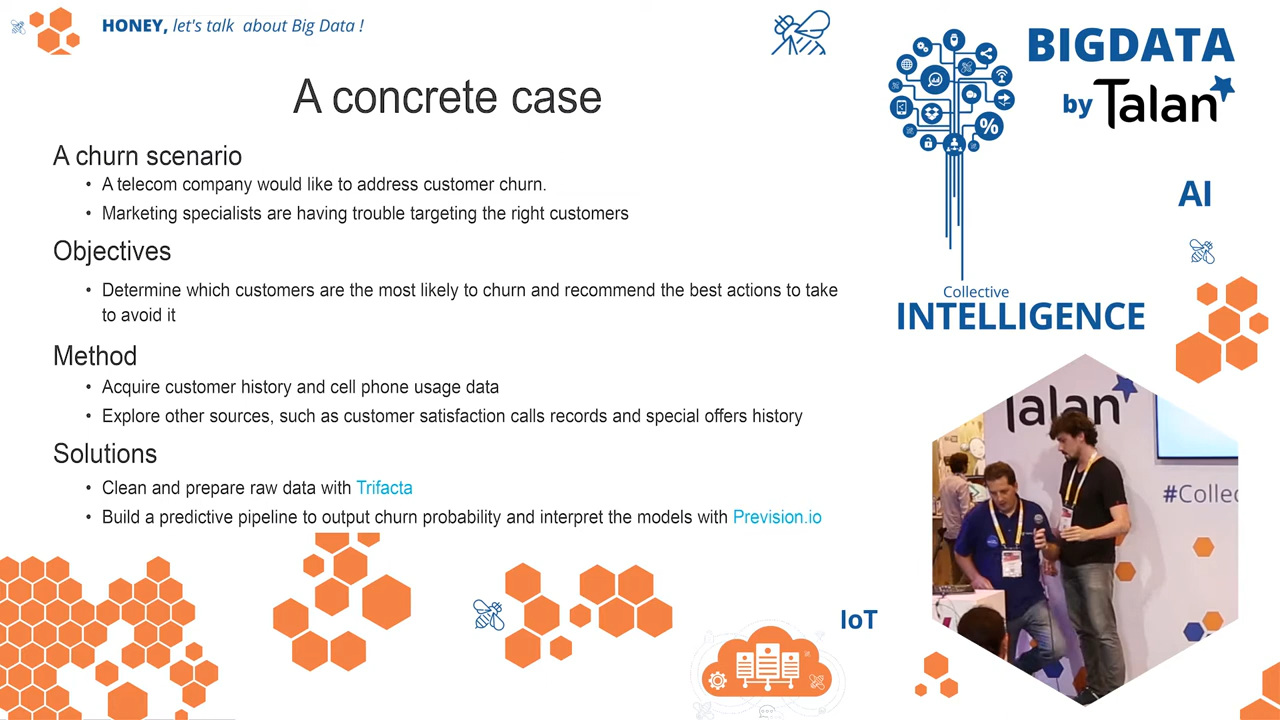 HONEY, let's talk about Big Data !
A concrete case
A churn scenario
• A telecom company would like to address customer churn.
• Marketing specialists are having trouble targeting the right customers
Objectives
• Determine which customers are the most likely to churn and recommend the best actions to take
to avoid it
Method
• Acquire customer history and cell phone usage data
• Explore other sources, such as customer satisfaction calls records and special offers history
Solutions
• Clean and prepare raw data with Trifacta
• Build a predictive pipeline to output churn probability and interpret the models with Prevision.io
BIGDATA
by Talan
%
AI
Collective
INTELLIGENCE
Talan
#Collec
IoT